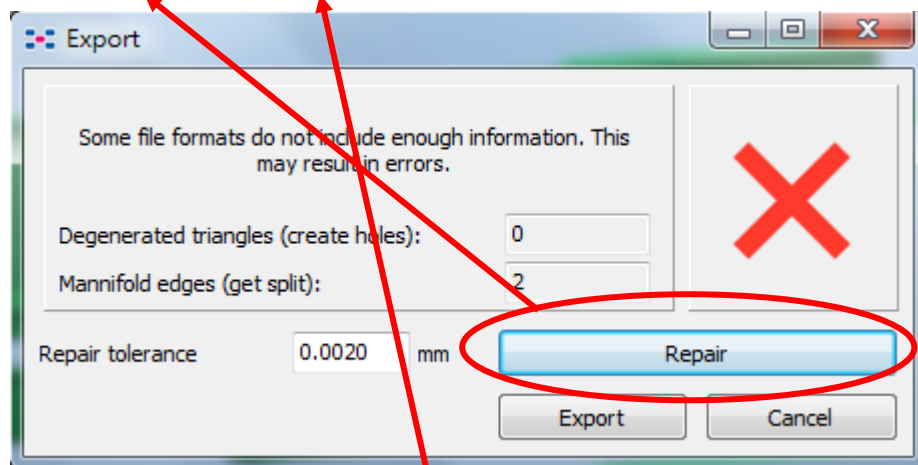 Export
Some file formats do not include enough information. This
may result in errors.
Degenerated triangles (create holes):
0
Mannifold edges (get split):
2
Repair tolerance
0.0020
mm
Repair
Export
Cancel